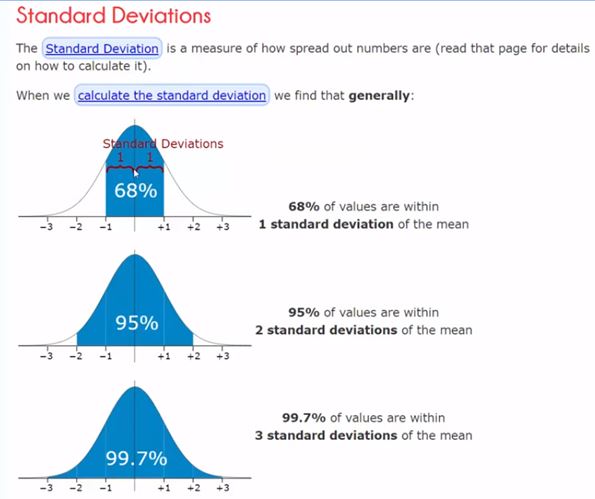 Standard Deviations
The Standard Deviation is a measure of how spread out numbers are (read that page for details
on how to calculate it).
When we calculate the standard deviation we find that generally:
Standard Deviations
1 1
68%
-3 -2 -1 +1 +2 +3
68% of values are within
1 standard deviation of the mean
95%
-3 -2 -1 +1 +2 +3
95% of values are within
2 standard deviations of the mean
99.7%
-3 -2 -1 +1 +2 +3
99.7% of values are within
3 standard deviations of the mean